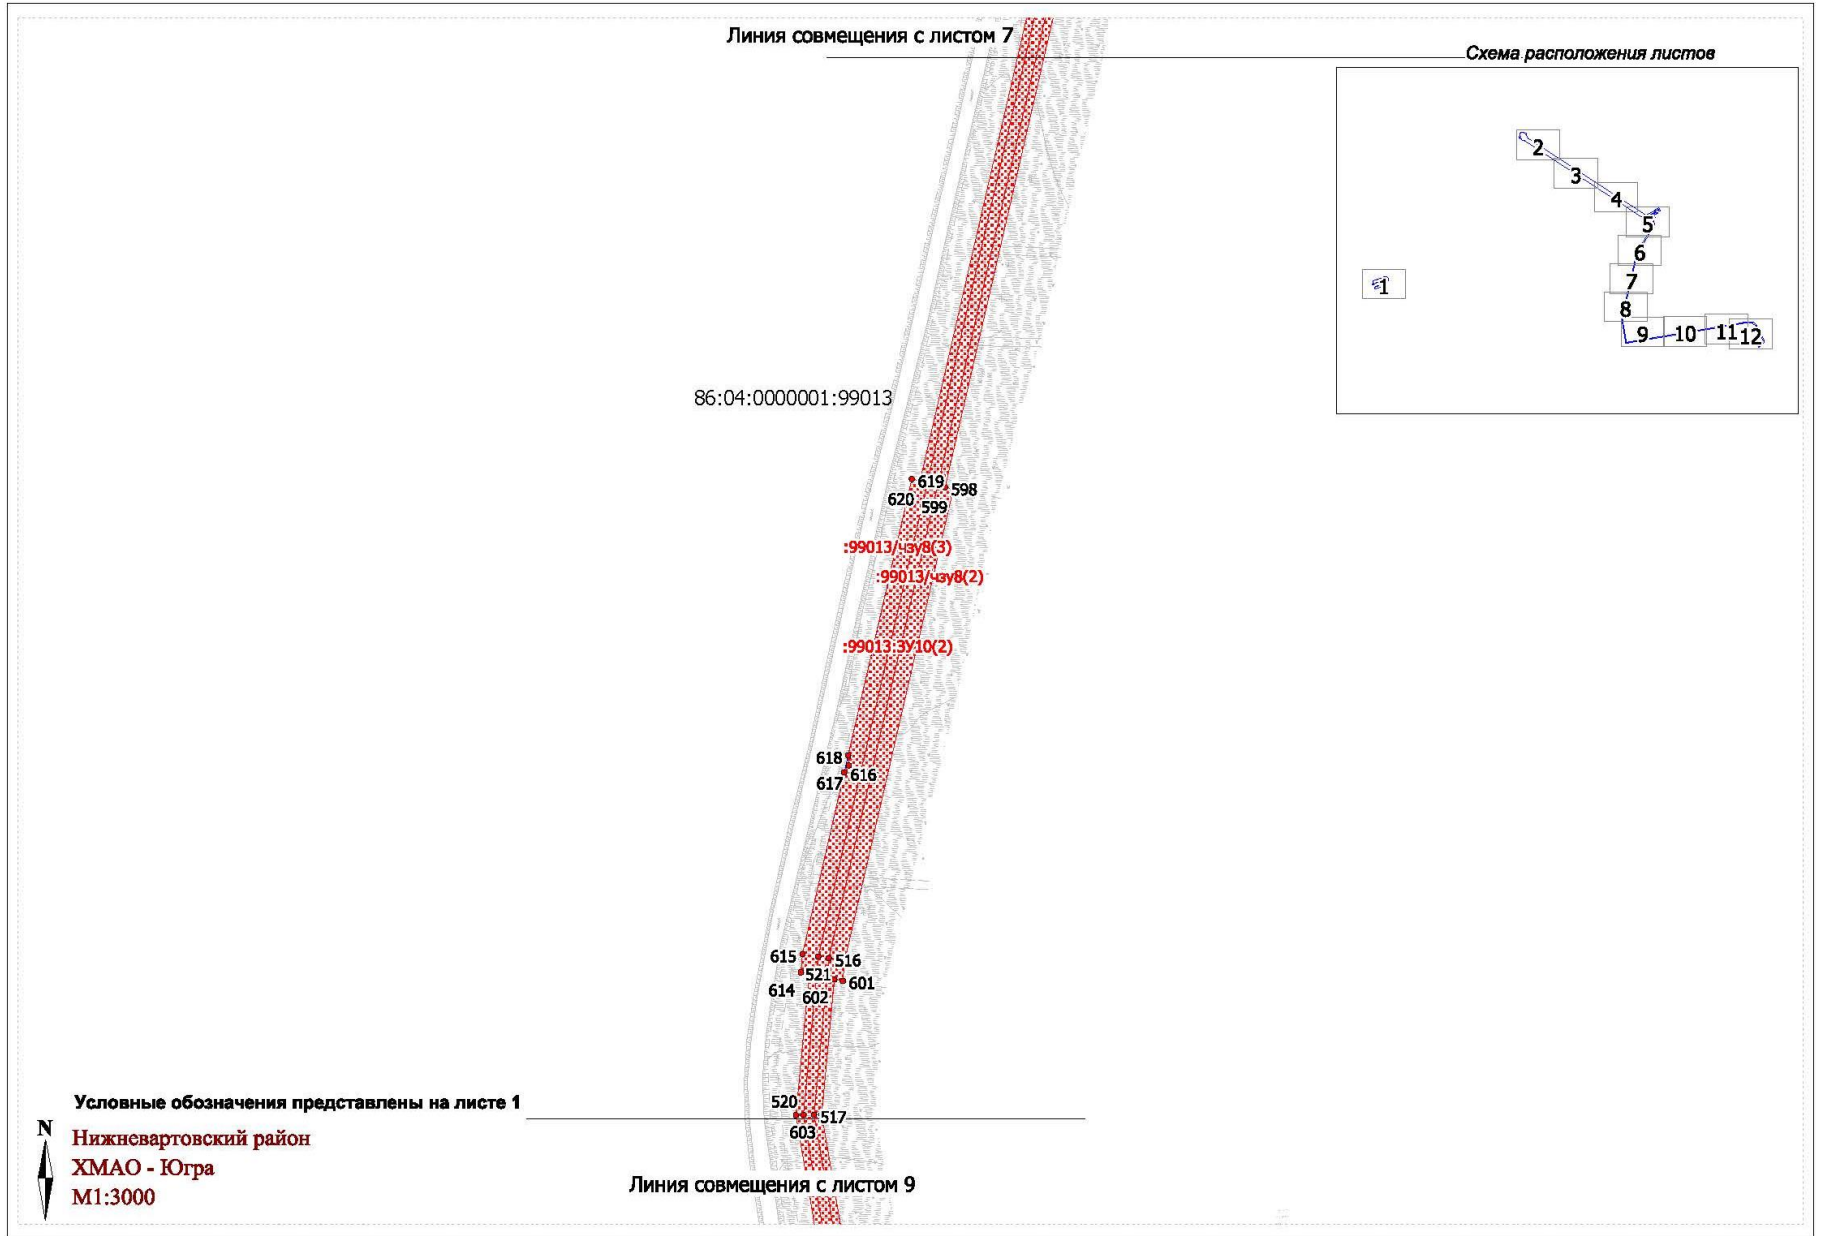 Линия совмещения с листом 7
Схема расположения листов
2
3
4
5
6
7
1
8
9
10
11
12
86:04:0000001:99013
619
598
620
599
:99013/чзу8(3)
:99013/чзу8(2)
:99013:ЗУ10(2)
618
616
617
615
516
521
601
614
602
Условные обозначения представлены на листе 1
520
517
603
N
Нижневартовский район
ХМАО - Югра
М1:3000
Линия совмещения с листом 9